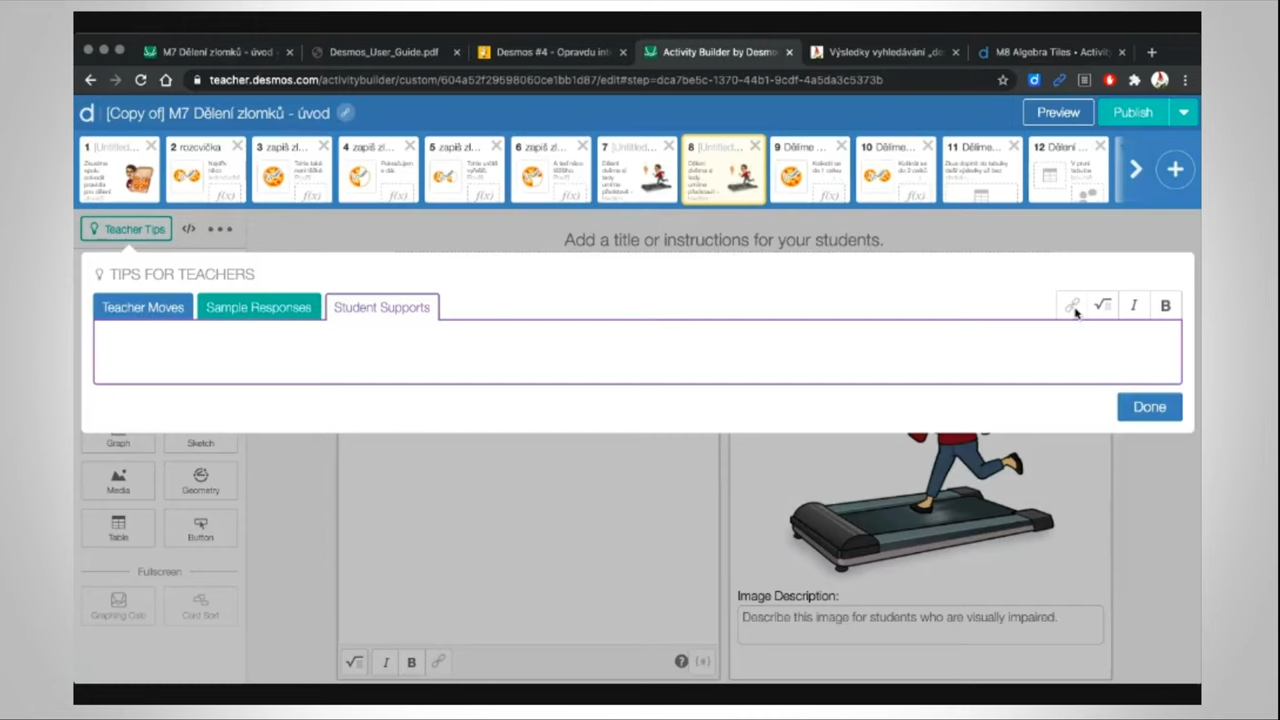 M7 Dělení zlomků - úvod
Desmos_User_Guide.pdf
Desmos #4 - Opravdu int
Activity Builder by Desmo
Výsledky vyhledávání „de
M8 Algebra Tiles • Activit
teacher.desmos.com/activitybuilder/custom/604a52f29598060ce1bb1d87/edit#step=dca7be5c-1370-44b1-9cdf-4a5da3c5373b
[Copy of] M7 Dělení zlomků - úvod
Preview
Publish
1 [Untitled...
2 rozcvička
3 zapiš zl...
4 zapiš zl...
5 zapiš zl...
6 zapiš zl...
7 [Untitled...
8 [Untitled...
9 Dělíme...
10 Dělíme...
11 Dělíme...
12 Dělení ...
Teacher Tips
Add a title or instructions for your students.
TIPS FOR TEACHERS
Teacher Moves
Sample Responses
Student Supports
I
B
Done
Graph
Sketch
Media
Geometry
Table
Button
Fullscreen
Graphing Calc
Card Sort
Image Description:
Describe this image for students who are visually impaired.
I
B